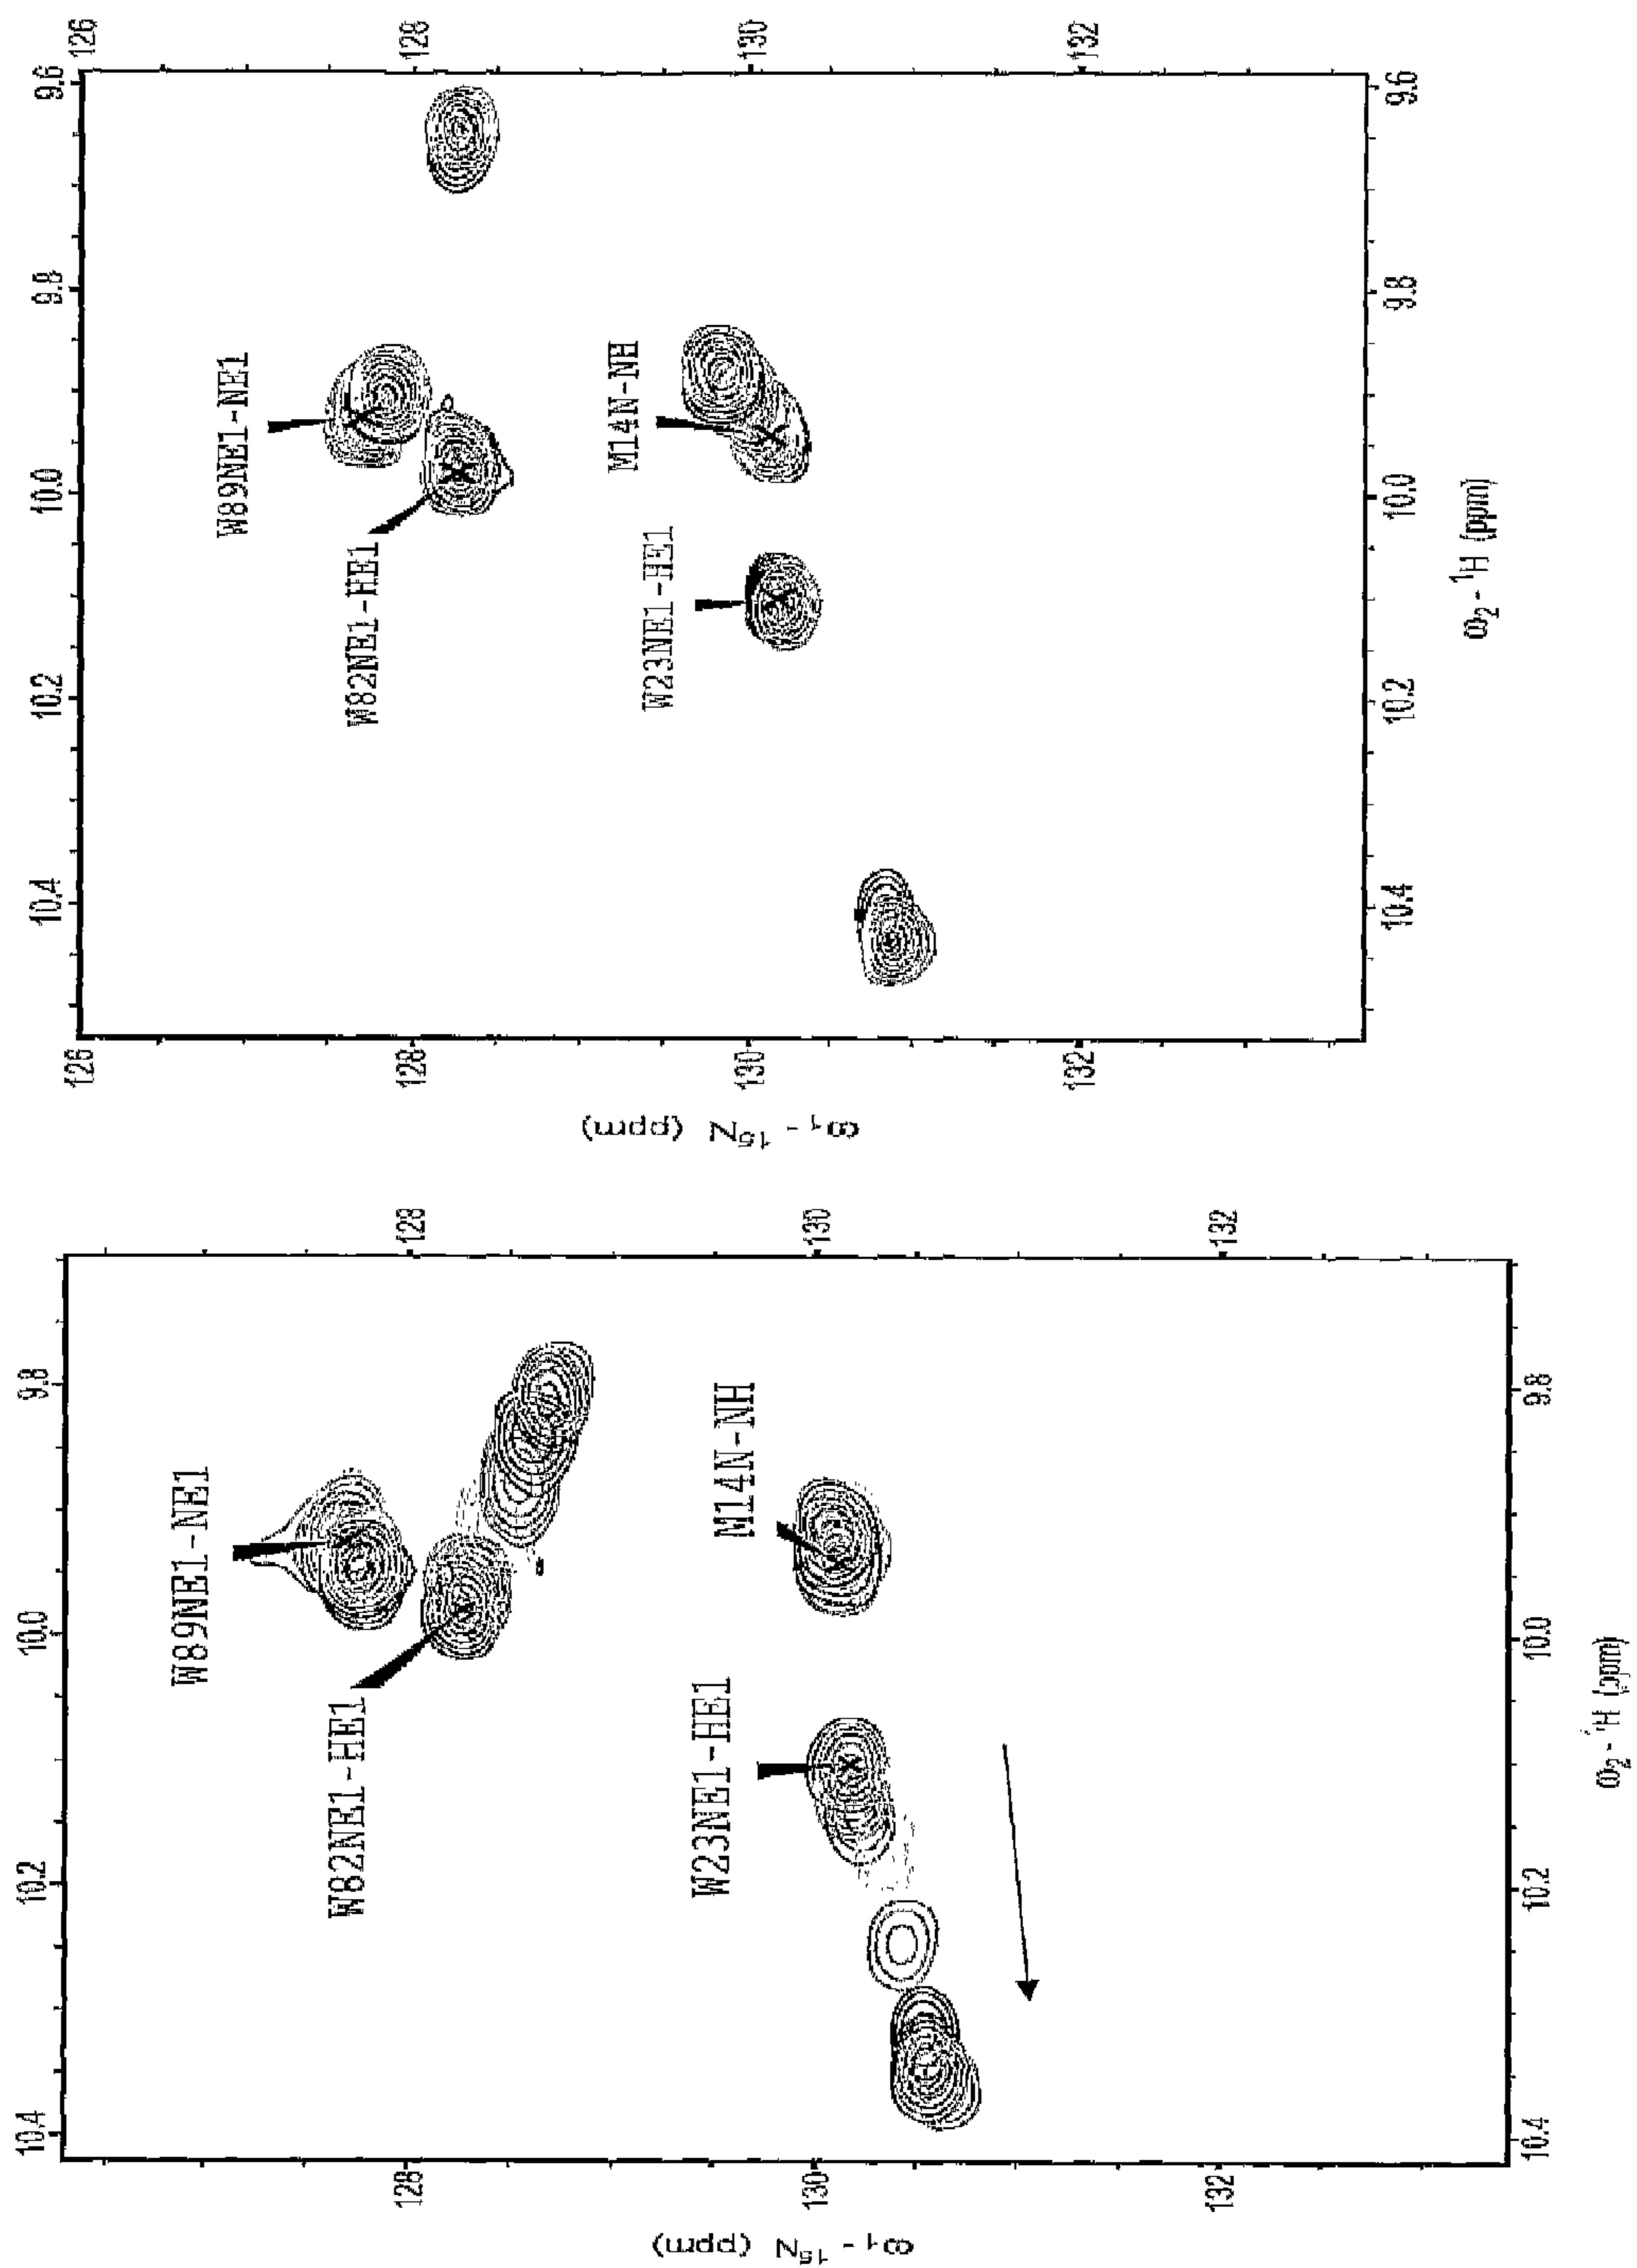 10.4
10.2
10.0
9.8
128
130
132
W89NE1-NE1
W82NE1-HE1
W23NE1-HE1
M14N-NH
128
130
132
10.4
10.2
10.0
9.8
ω1 - 15N (ppm)
ω2 - 1H (ppm)
10.4
10.2
10.0
9.8
9.6
126
128
130
132
W89NE1-NE1
W82NE1-HE1
W23NE1-HE1
M14N-NH
126
128
130
132
10.4
10.2
10.0
9.8
9.6
ω1 - 15N (ppm)
ω2 - 1H (ppm)